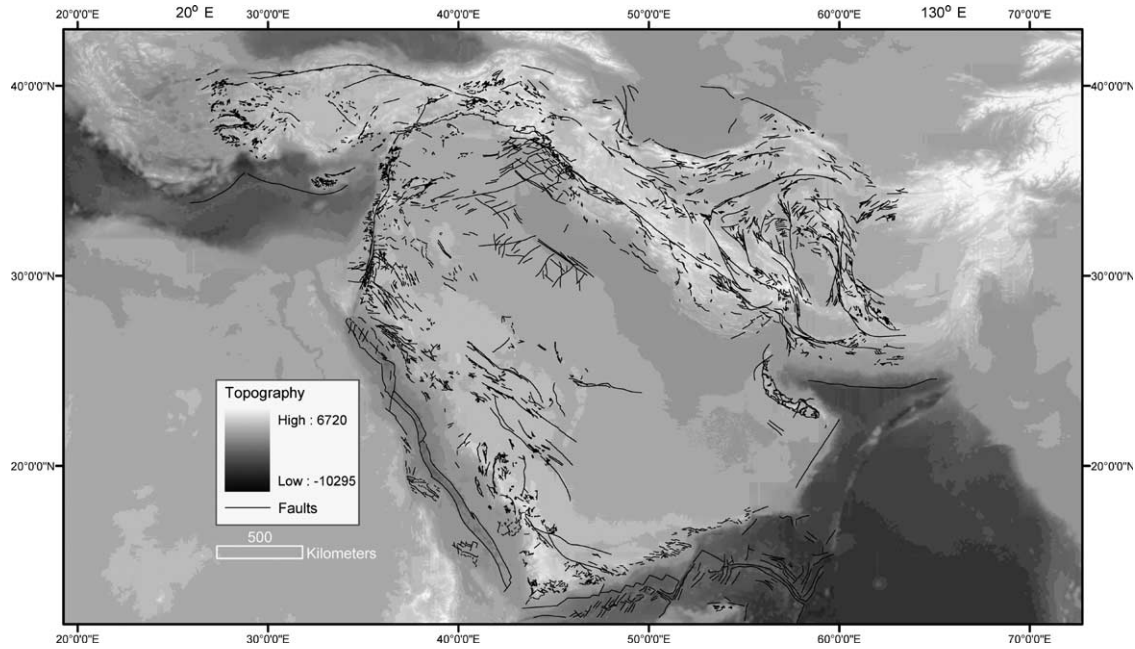 20°0'0"E 20° E 30°0'0"E 40°0'0"E 50°0'0"E 60°0'0"E 130° E 70°0'0"E
40°0'0"N 40°0'0"N
30°0'0"N 30°0'0"N
Topography
High : 6720
Low : -10295
Faults
20°0'0"N 20°0'0"N
500
Kilometers
20°0'0"E 30°0'0"E 40°0'0"E 50°0'0"E 60°0'0"E 70°0'0"E